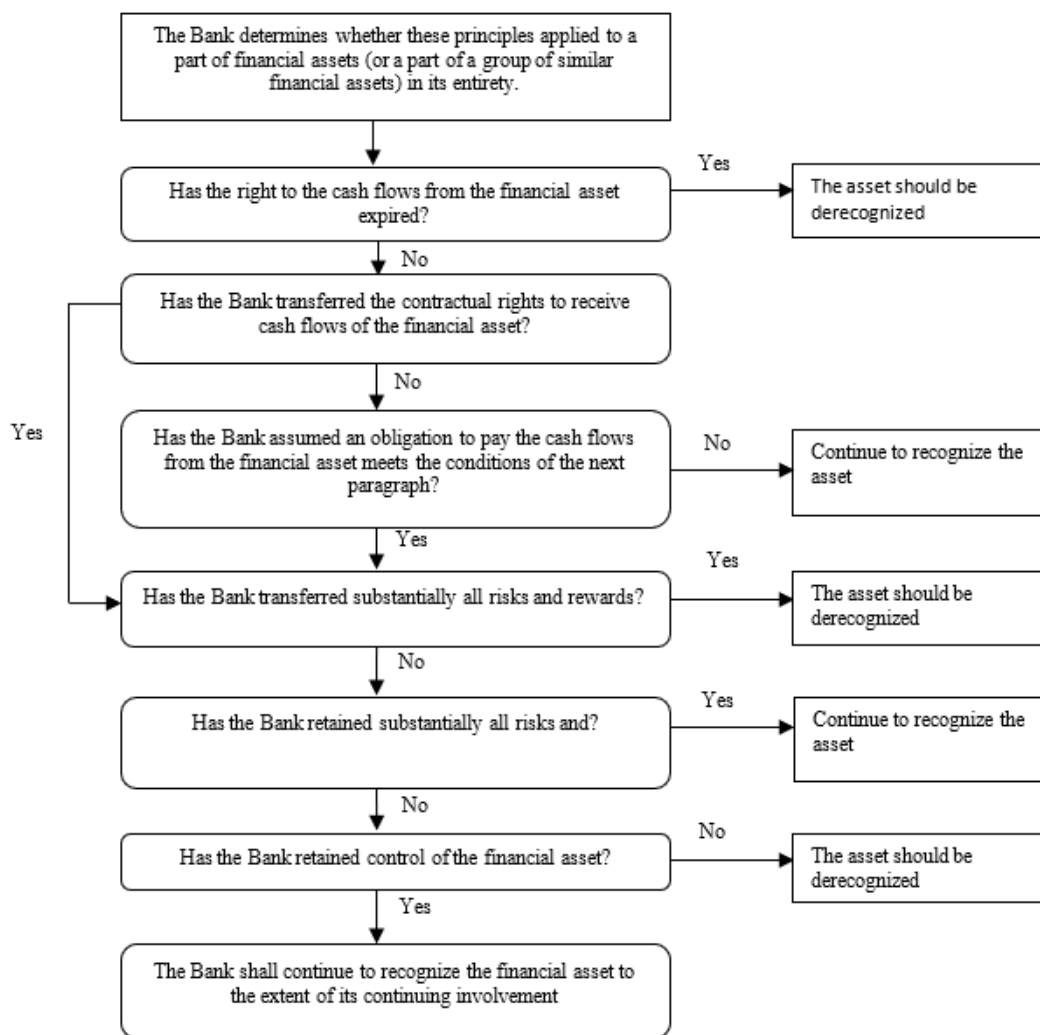 The Bank determines whether these principles applied to a
part of financial assets (or a part of a group of similar
financial assets) in its entirety.
Yes
Has the right to the cash flows from the financial asset
expired?
The asset should be
derecognized
No
Has the Bank transferred the contractual rights to receive
cash flows of the financial asset?
No
Yes
Has the Bank assumed an obligation to pay the cash flows
from the financial asset meets the conditions of the next
paragraph?
No
Continue to recognize the
asset
Yes
Yes
Has the Bank transferred substantially all risks and rewards?
The asset should be
derecognized
No
Yes
Has the Bank retained substantially all risks and?
Continue to recognize the
asset
No
No
Has the Bank retained control of the financial asset?
The asset should be
derecognized
Yes
The Bank shall continue to recognize the financial asset to
the extent of its continuing involvement